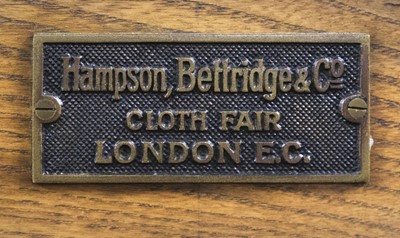 Hampson, Bettridge & Co
CLOTH FAIR
LONDON E.C.